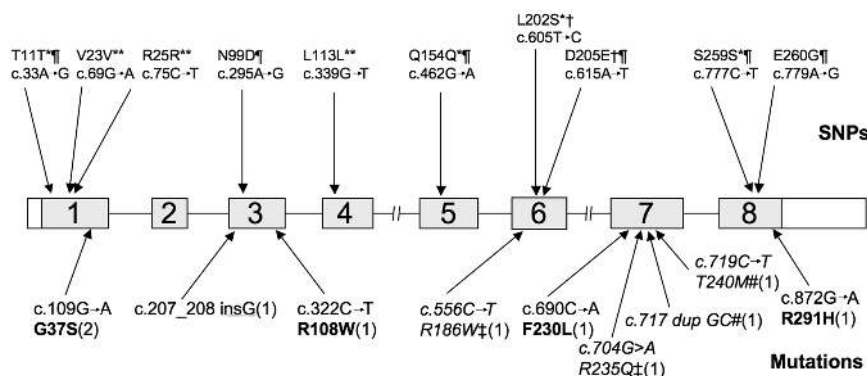 L202S*†
c.605T→C
T11T*¶ V23V** R25R** N99D¶ L113L** Q154Q*¶ D205E†¶ S259S*¶ E260G¶
c.33A→G c.69G→A c.75C→T c.295A→G c.339G→T c.462G→A c.615A→T c.777C→T c.779A→G
SNPs
1 2 3 4 5 6 7 8
c.719C→T
T240M#(1)
c.109G→A c.207_208 insG(1) c.322C→T c.556C→T c.690C→A c.717 dup GC#(1) c.872G→A
G37S(2) R108W(1) R186W‡(1) F230L(1) R291H(1)
c.704G>A
R235Q‡(1)
Mutations